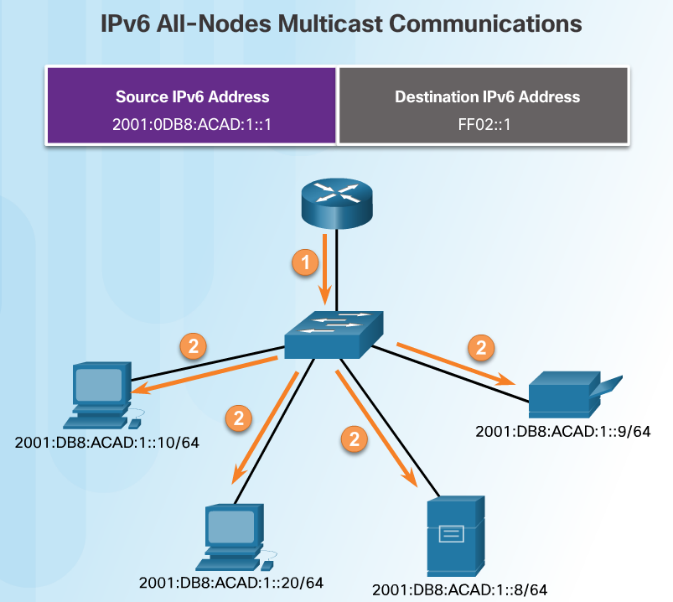 IPv6 All-Nodes Multicast Communications
Source IPv6 Address
2001:0DB8:ACAD:1::1
Destination IPv6 Address
FF02::1
1
2
2
2
2
2001:DB8:ACAD:1::10/64
2001:DB8:ACAD:1::9/64
2001:DB8:ACAD:1::20/64
2001:DB8:ACAD:1::8/64